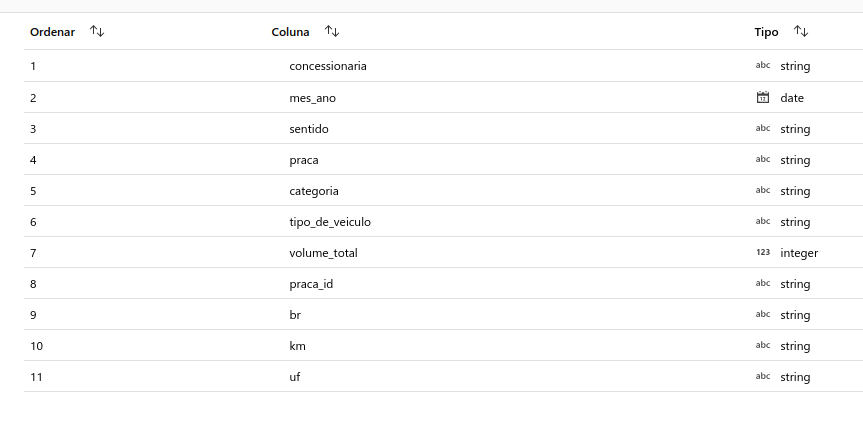 Ordenar Coluna Tipo
1 concessionaria abc string
2 mes_ano 12 date
3 sentido abc string
4 praca abc string
5 categoria abc string
6 tipo_de_veiculo abc string
7 volume_total 123 integer
8 praca_id abc string
9 br abc string
10 km abc string
11 uf abc string